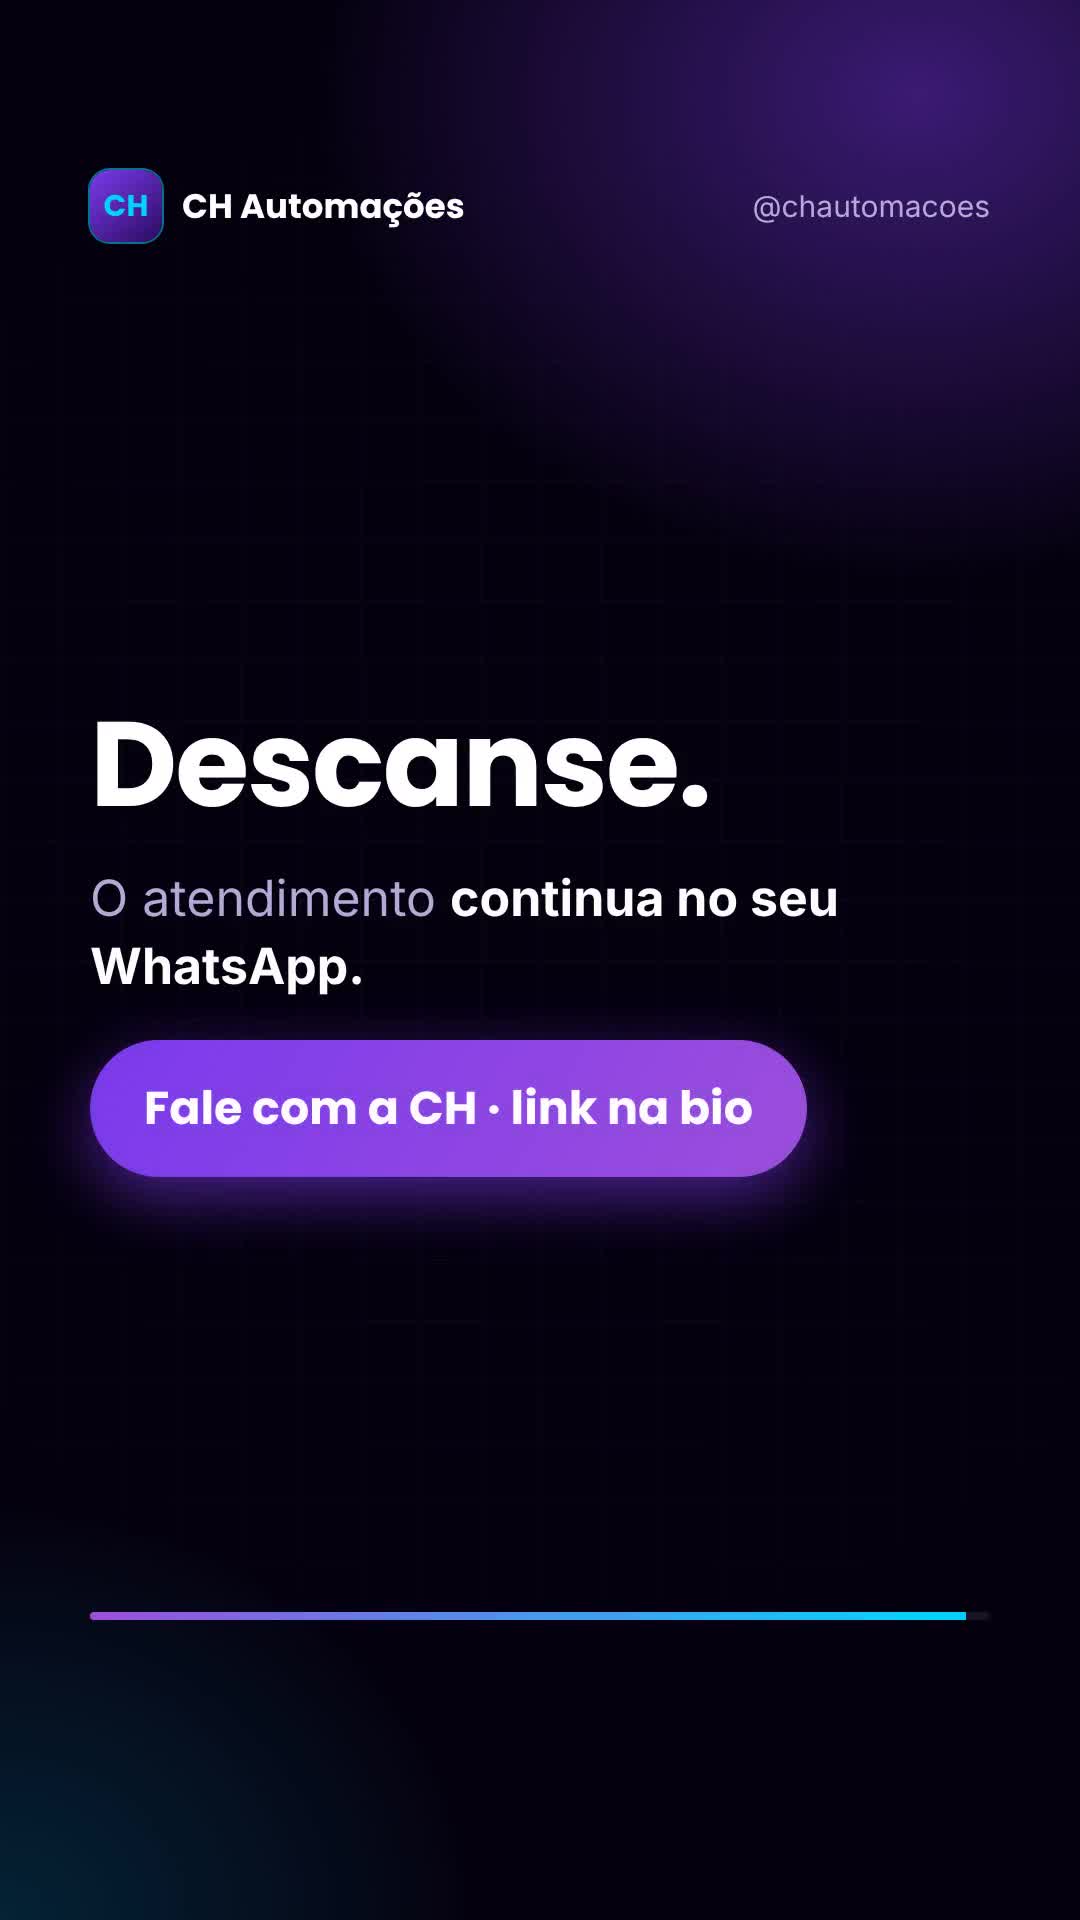 CH
CH Automações
@chautomacoes
Descanse.
O atendimento continua no seu
WhatsApp.
Fale com a CH · link na bio